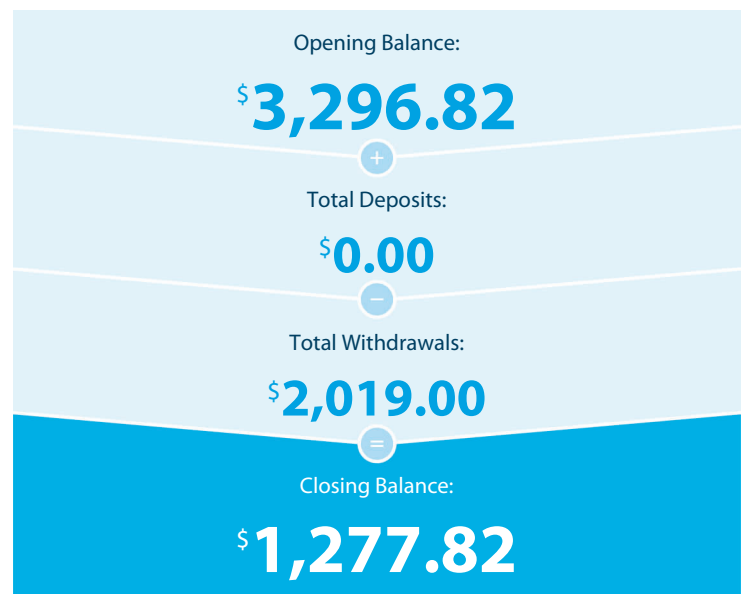 Opening Balance:
$3,296.82
+
Total Deposits:
$0.00
−
Total Withdrawals:
$2,019.00
=
Closing Balance:
$1,277.82